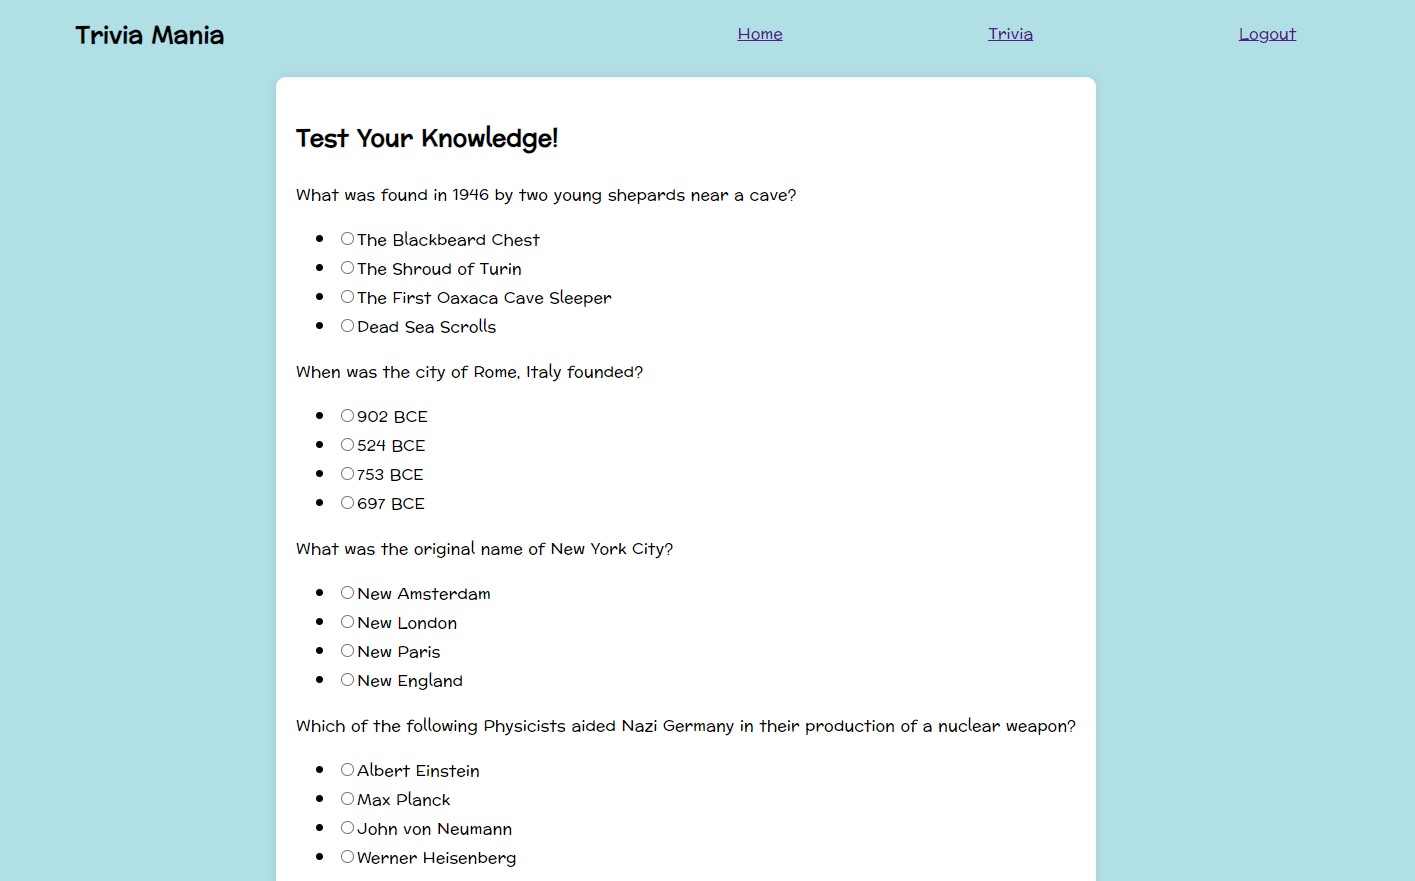 Trivia Mania
Home
Trivia
Logout
Test Your Knowledge!
What was found in 1946 by two young shepards near a cave?
The Blackbeard Chest
The Shroud of Turin
The First Oaxaca Cave Sleeper
Dead Sea Scrolls
When was the city of Rome, Italy founded?
902 BCE
524 BCE
753 BCE
697 BCE
What was the original name of New York City?
New Amsterdam
New London
New Paris
New England
Which of the following Physicists aided Nazi Germany in their production of a nuclear weapon?
Albert Einstein
Max Planck
John von Neumann
Werner Heisenberg